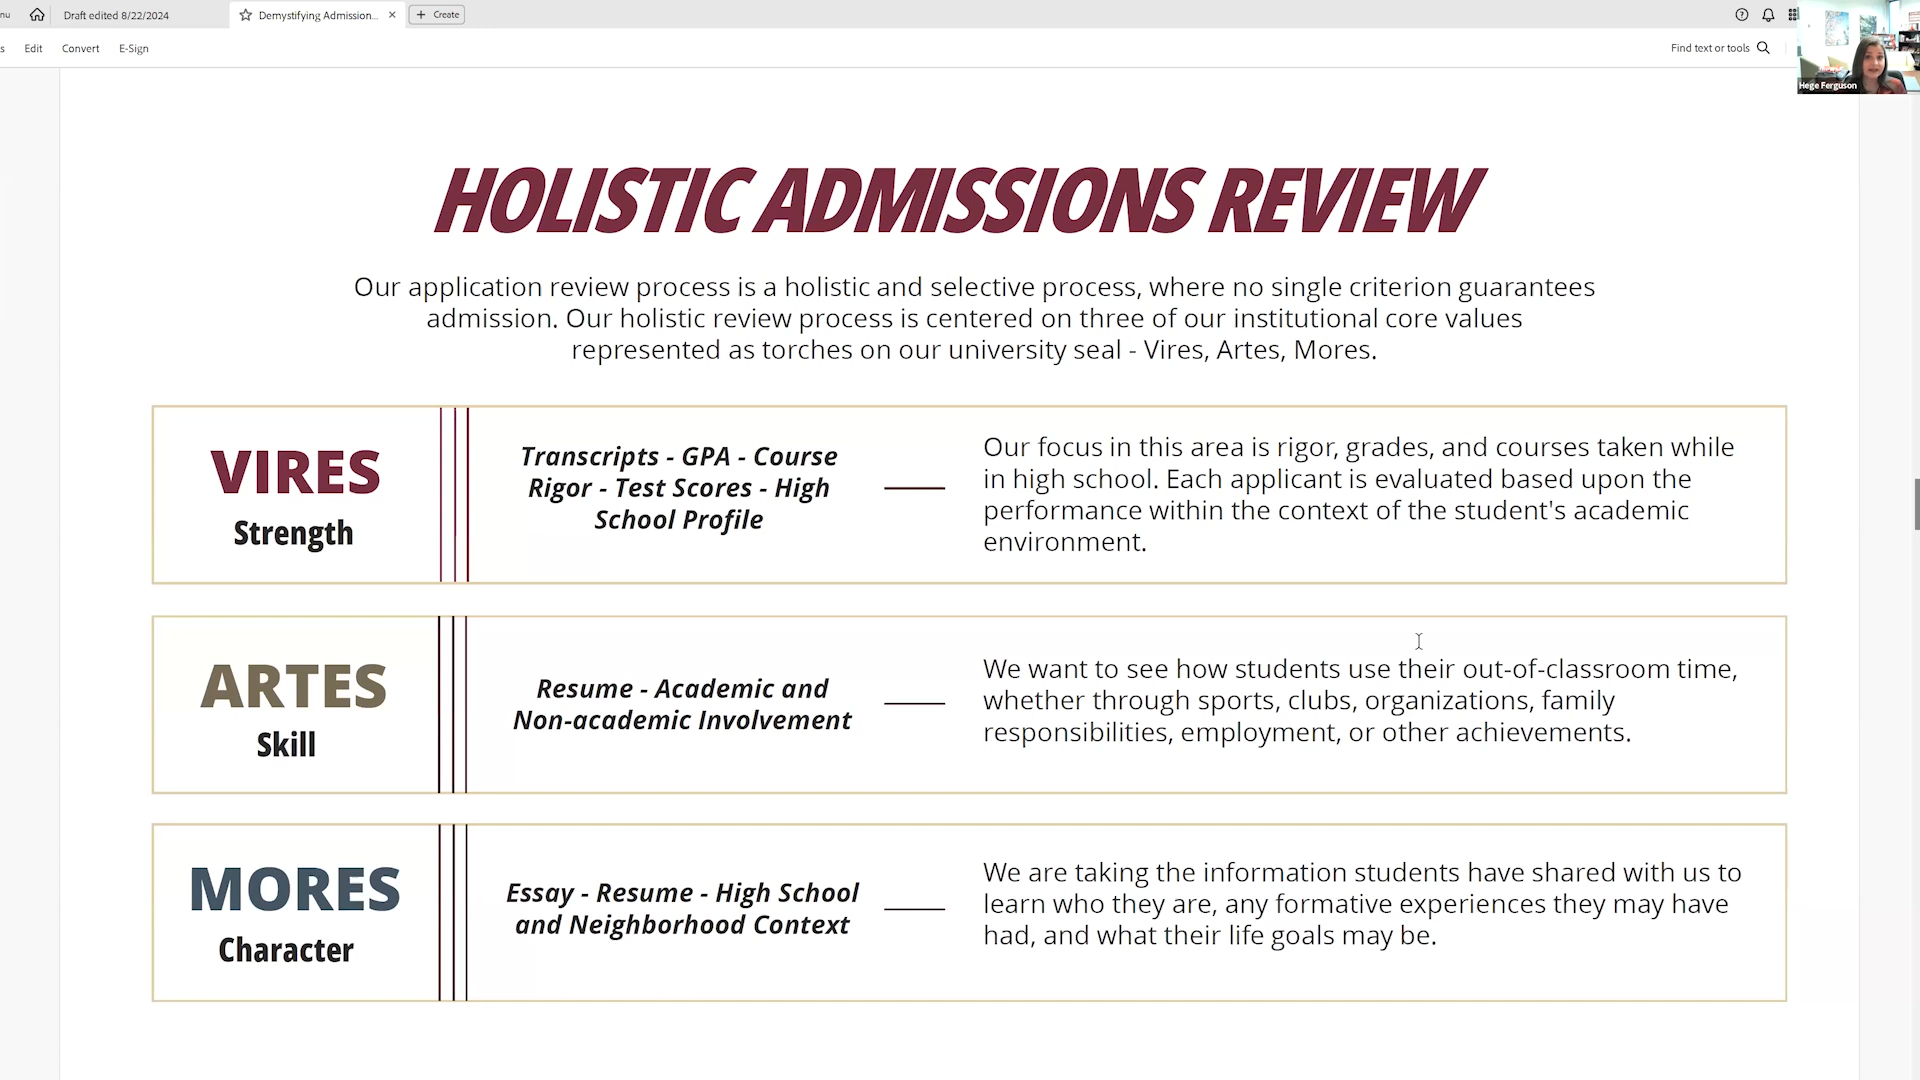 nu
Draft edited 8/22/2024
Demystifying Admission...
Create
s
Edit
Convert
E-Sign
Find text or tools
Hege Ferguson
HOLISTIC ADMISSIONS REVIEW
Our application review process is a holistic and selective process, where no single criterion guarantees
admission. Our holistic review process is centered on three of our institutional core values
represented as torches on our university seal - Vires, Artes, Mores.
VIRES
Strength
Transcripts - GPA - Course
Rigor - Test Scores - High
School Profile
Our focus in this area is rigor, grades, and courses taken while
in high school. Each applicant is evaluated based upon the
performance within the context of the student's academic
environment.
ARTES
Skill
Resume - Academic and
Non-academic Involvement
We want to see how students use their out-of-classroom time,
whether through sports, clubs, organizations, family
responsibilities, employment, or other achievements.
MORES
Character
Essay - Resume - High School
and Neighborhood Context
We are taking the information students have shared with us to
learn who they are, any formative experiences they may have
had, and what their life goals may be.